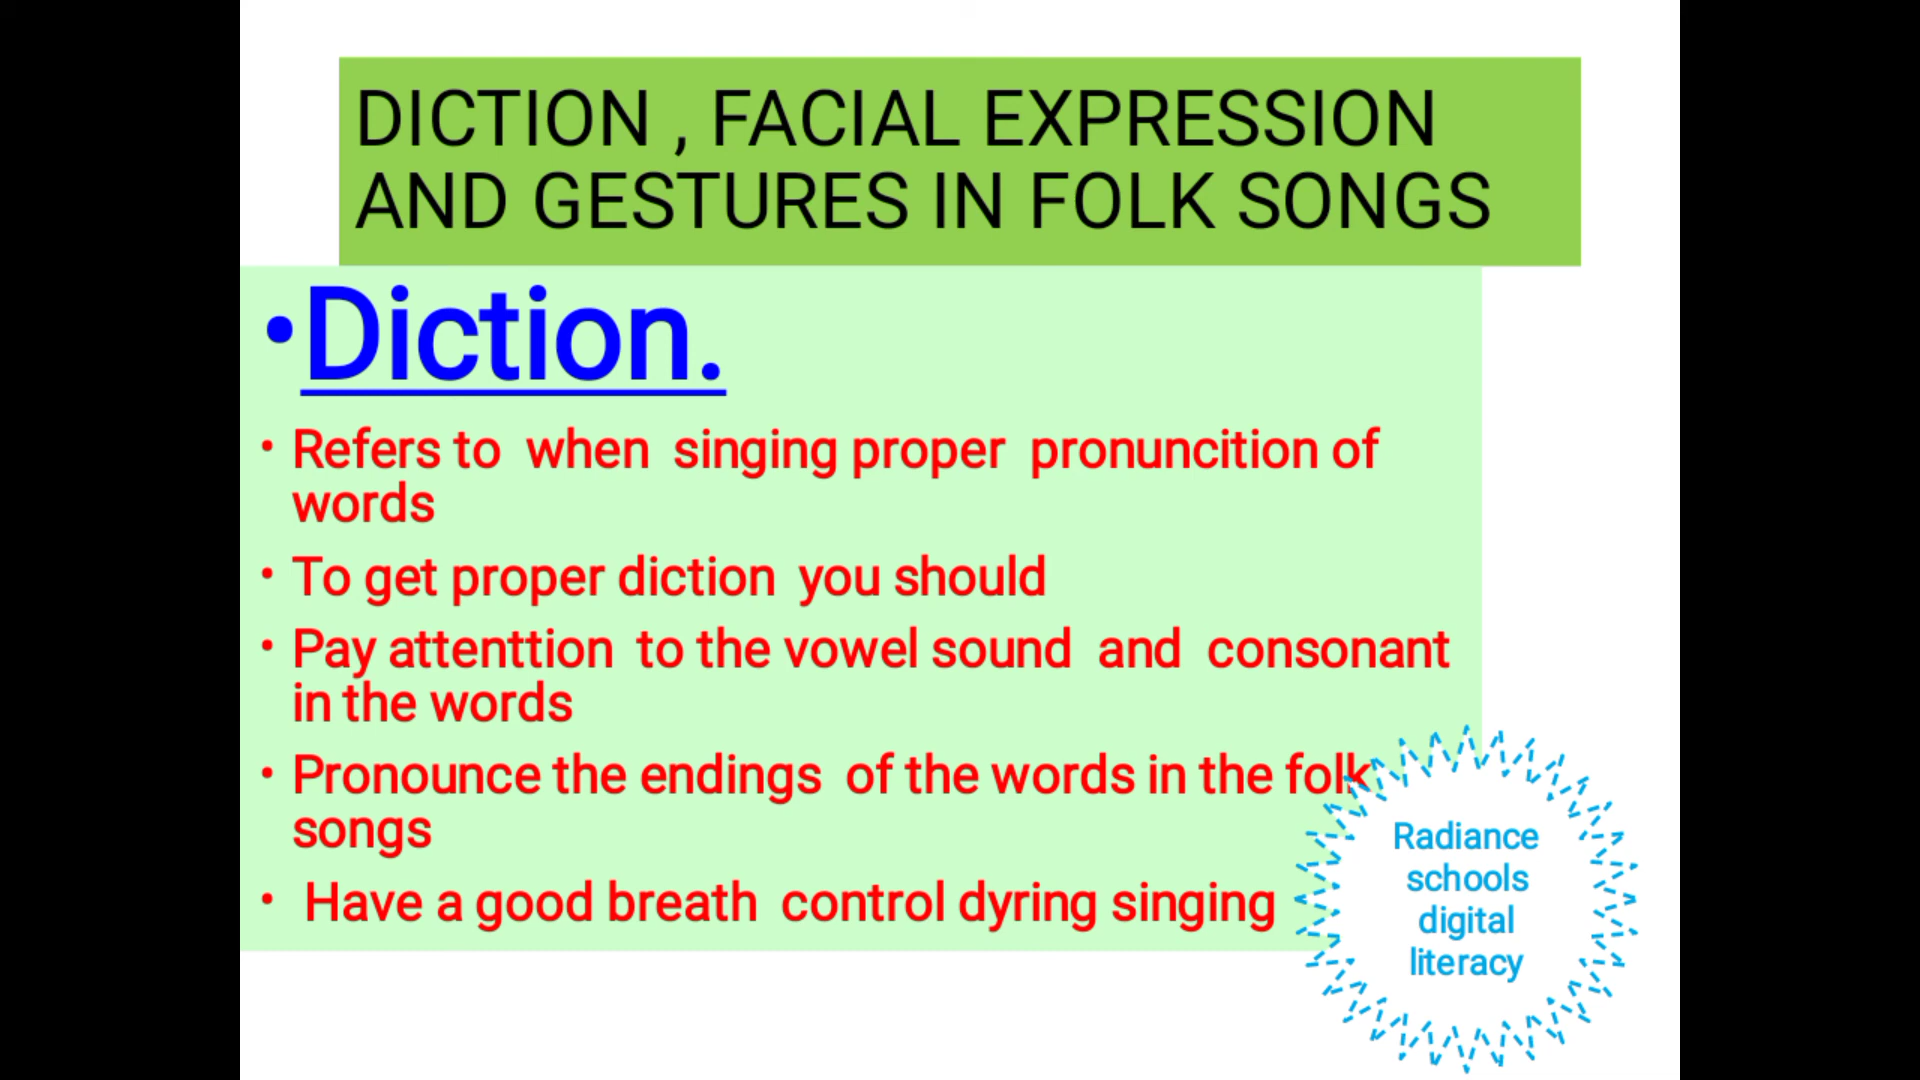 DICTION , FACIAL EXPRESSION
AND GESTURES IN FOLK SONGS
•Diction.
• Refers to when singing proper pronuncition of
words
• To get proper diction you should
• Pay attenttion to the vowel sound and consonant
in the words
• Pronounce the endings of the words in the folk
songs
• Have a good breath control dyring singing
Radiance
schools
digital
literacy